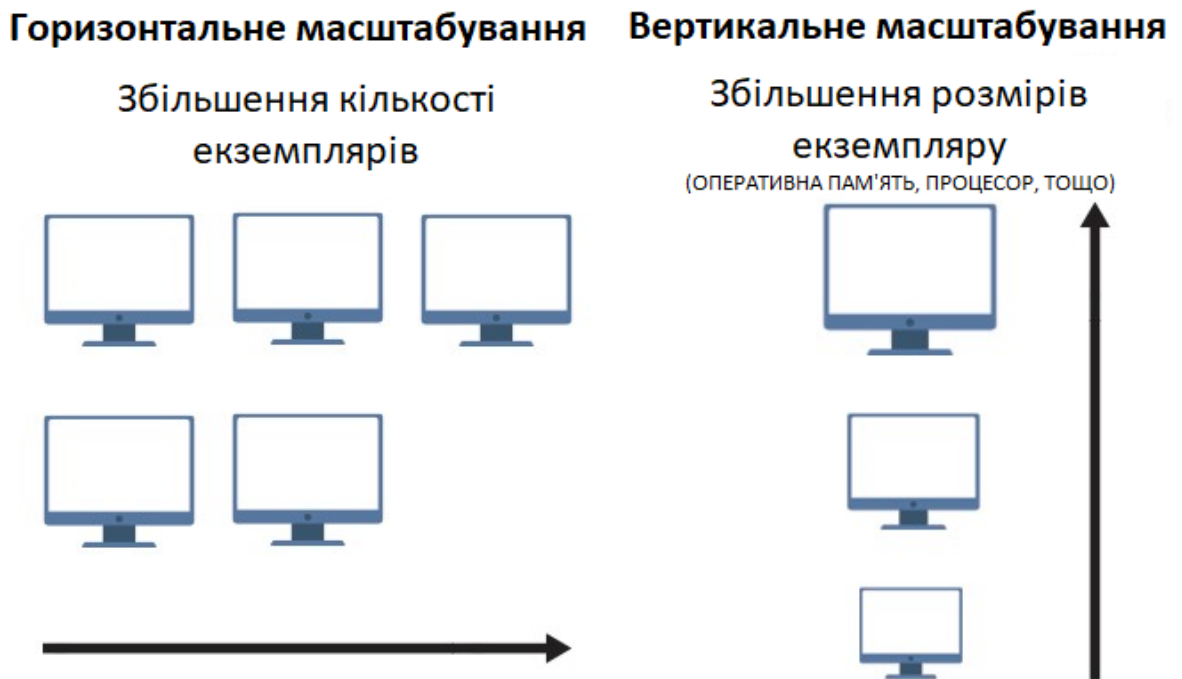 Горизонтальне масштабування
Збільшення кількості
екземплярів
Вертикальне масштабування
Збільшення розмірів
екземпляру
(ОПЕРАТИВНА ПАМ'ЯТЬ, ПРОЦЕСОР, ТОЩО)